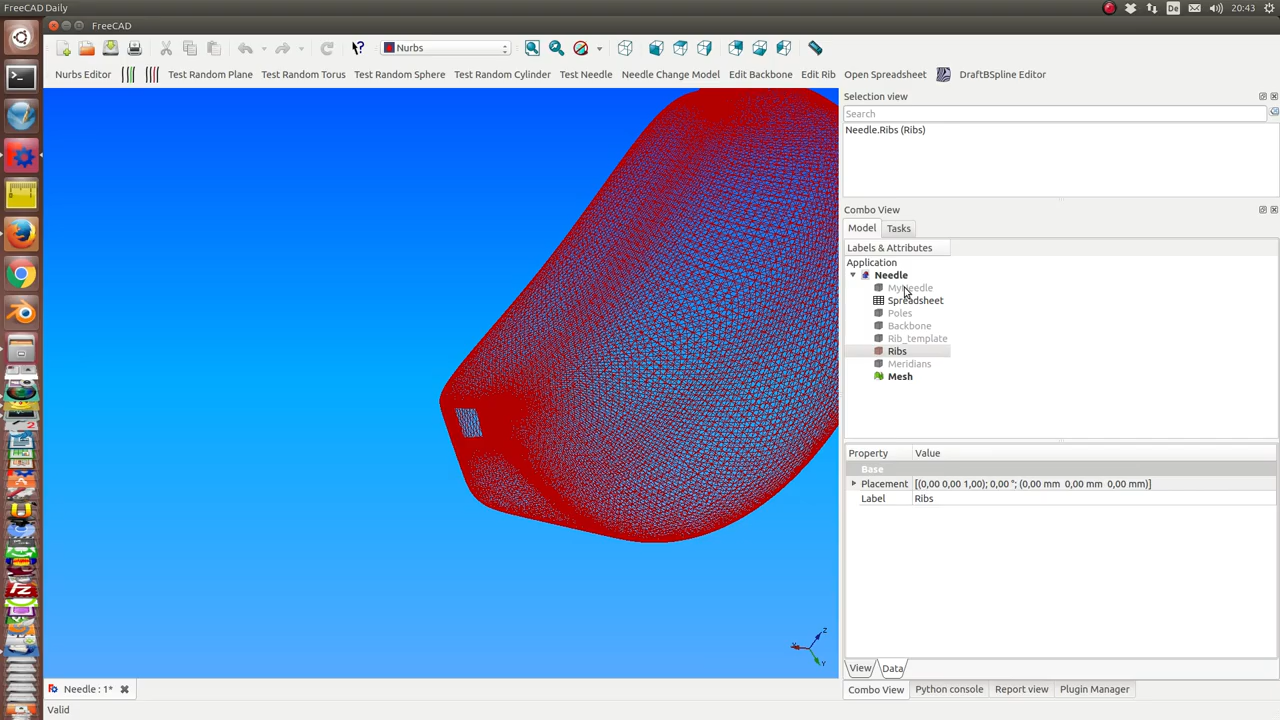 FreeCAD Daily
De
20:43
FreeCAD
Nurbs
Nurbs Editor
Test Random Plane
Test Random Torus
Test Random Sphere
Test Random Cylinder
Test Needle
Needle Change Model
Edit Backbone
Edit Rib
Open Spreadsheet
DraftBSpline Editor
Selection view
Search
Needle.Ribs (Ribs)
Combo View
Model
Tasks
Labels & Attributes
Application
Needle
MyNeedle
Spreadsheet
Poles
Backbone
Rib_template
Ribs
Meridians
Mesh
Property Value
Base
Placement [(0,00 0,00 1,00); 0,00 °; (0,00 mm 0,00 mm 0,00 mm)]
Label Ribs
Z
X
Y
View
Data
Needle : 1*
Combo View
Python console
Report view
Plugin Manager
Valid